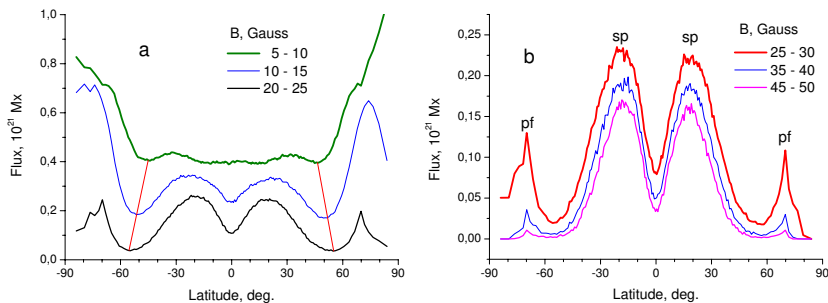 B, Gauss
5 - 10
10 - 15
20 - 25
a
Flux, 10²¹ Mx
1,0
0,8
0,6
0,4
0,2
0,0
-90 -60 -30 0 30 60 90
Latitude, deg.
B, Gauss
25 - 30
35 - 40
45 - 50
b
sp
sp
pf
pf
Flux, 10²¹ Mx
0,25
0,20
0,15
0,10
0,05
0,00
-90 -60 -30 0 30 60 90
Latitude, deg.